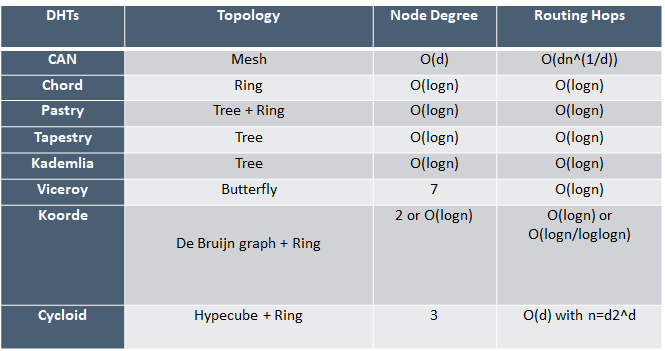 DHTs Topology Node Degree Routing Hops
CAN Mesh O(d) O(dn^(1/d))
Chord Ring O(logn) O(logn)
Pastry Tree + Ring O(logn) O(logn)
Tapestry Tree O(logn) O(logn)
Kademlia Tree O(logn) O(logn)
Viceroy Butterfly 7 O(logn)
Koorde De Bruijn graph + Ring 2 or O(logn) O(logn) or
O(logn/loglogn)
Cycloid Hypecube + Ring 3 O(d) with n=d2^d